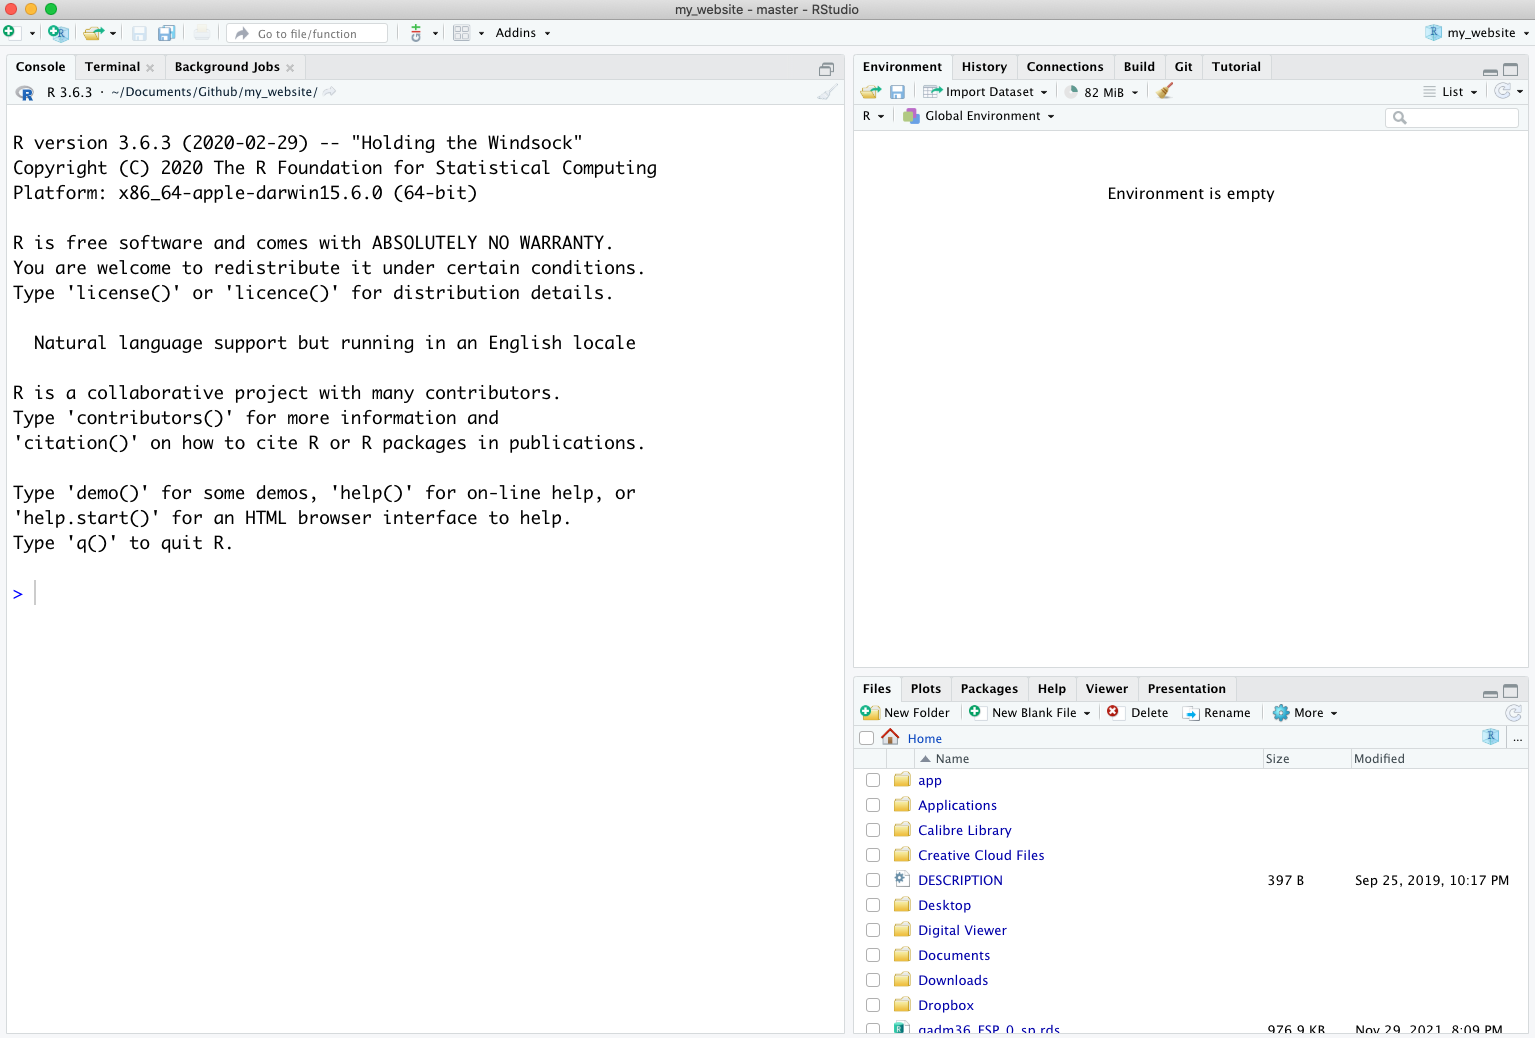 my_website - master - RStudio
Go to file/function
Addins
my_website
Console Terminal Background Jobs
R 3.6.3 · ~/Documents/Github/my_website/
R version 3.6.3 (2020-02-29) -- "Holding the Windsock"
Copyright (C) 2020 The R Foundation for Statistical Computing
Platform: x86_64-apple-darwin15.6.0 (64-bit)
R is free software and comes with ABSOLUTELY NO WARRANTY.
You are welcome to redistribute it under certain conditions.
Type 'license()' or 'licence()' for distribution details.
Natural language support but running in an English locale
R is a collaborative project with many contributors.
Type 'contributors()' for more information and
'citation()' on how to cite R or R packages in publications.
Type 'demo()' for some demos, 'help()' for on-line help, or
'help.start()' for an HTML browser interface to help.
Type 'q()' to quit R.
>
Environment History Connections Build Git Tutorial
Import Dataset 82 MiB List
R Global Environment
Environment is empty
Files Plots Packages Help Viewer Presentation
New Folder New Blank File Delete Rename More
Home ...
Name Size Modified
app
Applications
Calibre Library
Creative Cloud Files
DESCRIPTION 397 B Sep 25, 2019, 10:17 PM
Desktop
Digital Viewer
Documents
Downloads
Dropbox
gadm36_ESP_0_sp.rds 976.9 KB Nov 29, 2021, 8:09 PM